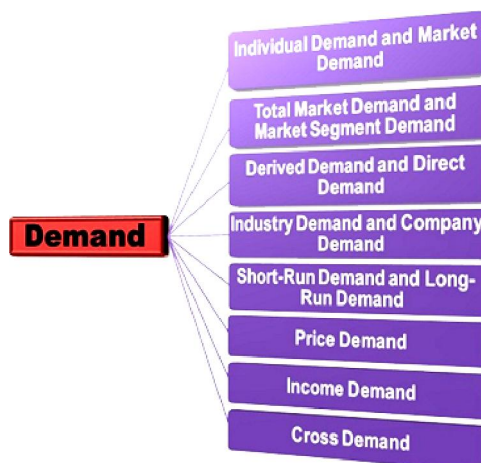 Individual Demand and Market
Demand
Total Market Demand and
Market Segment Demand
Derived Demand and Direct
Demand
Demand
Industry Demand and Company
Demand
Short-Run Demand and Long-
Run Demand
Price Demand
Income Demand
Cross Demand